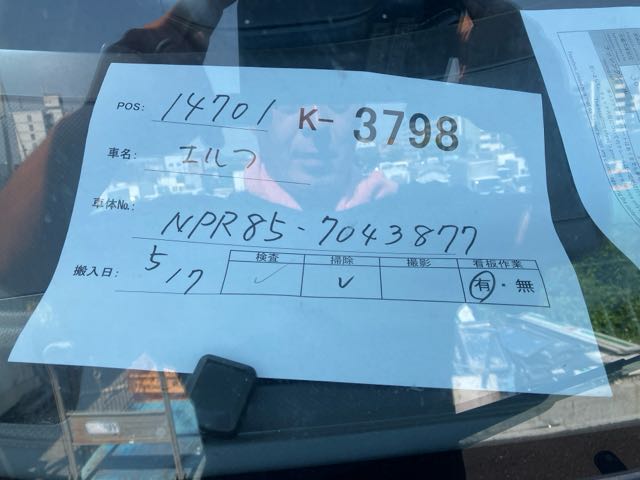 POS: 14701 K- 3798
車名: エルフ
車体No. NPR85-7043877
搬入日: 5/17
検査 掃除 撮影 看板作業
✓ ✓ 有・無